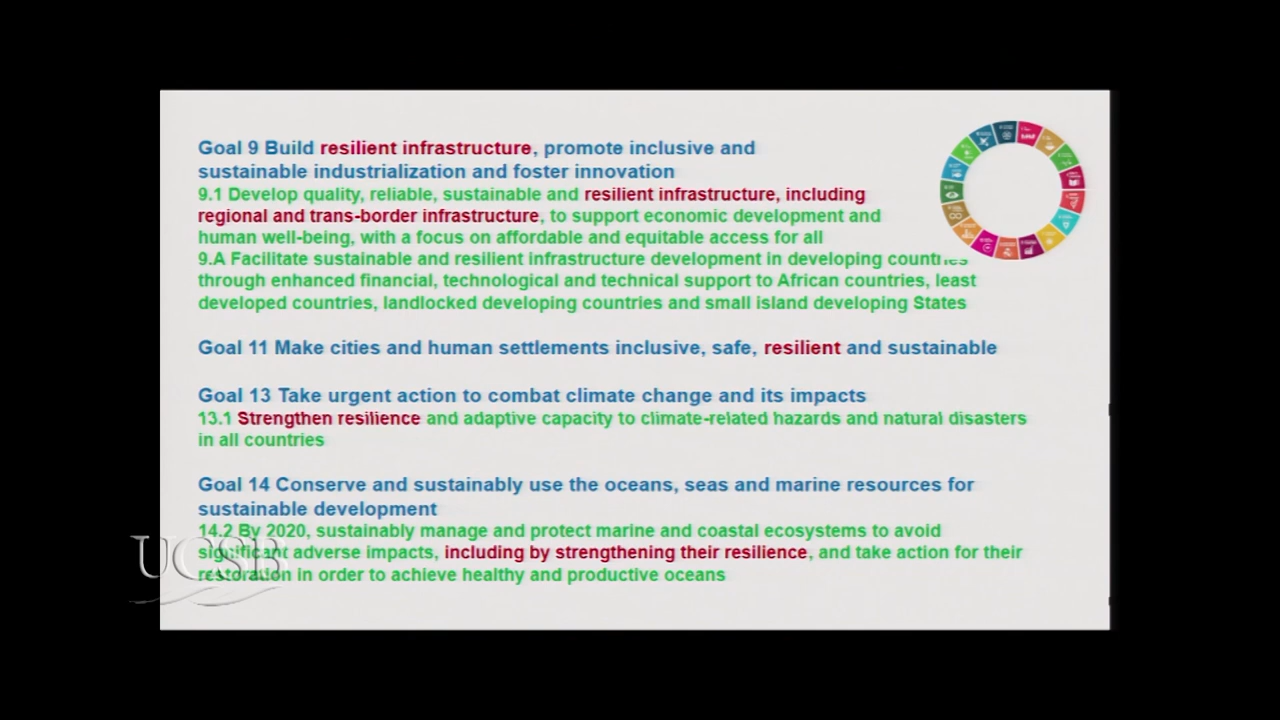 Goal 9 Build resilient infrastructure, promote inclusive and
sustainable industrialization and foster innovation
9.1 Develop quality, reliable, sustainable and resilient infrastructure, including
regional and trans-border infrastructure, to support economic development and
human well-being, with a focus on affordable and equitable access for all
9.A Facilitate sustainable and resilient infrastructure development in developing countries
through enhanced financial, technological and technical support to African countries, least
developed countries, landlocked developing countries and small island developing States
Goal 11 Make cities and human settlements inclusive, safe, resilient and sustainable
Goal 13 Take urgent action to combat climate change and its impacts
13.1 Strengthen resilience and adaptive capacity to climate-related hazards and natural disasters
in all countries
Goal 14 Conserve and sustainably use the oceans, seas and marine resources for
sustainable development
14.2 By 2020, sustainably manage and protect marine and coastal ecosystems to avoid
significant adverse impacts, including by strengthening their resilience, and take action for their
restoration in order to achieve healthy and productive oceans
UCSB